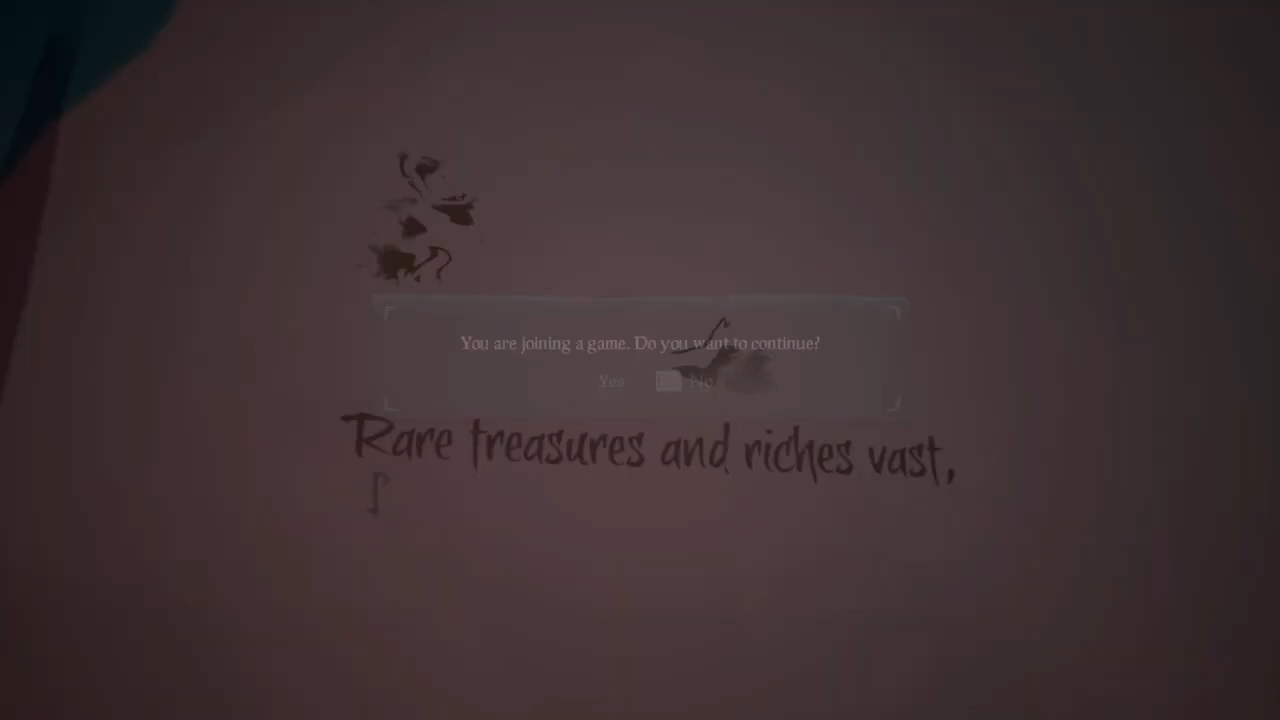 You are joining a game. Do you want to continue?
Yes No
Rare treasures and riches vast,